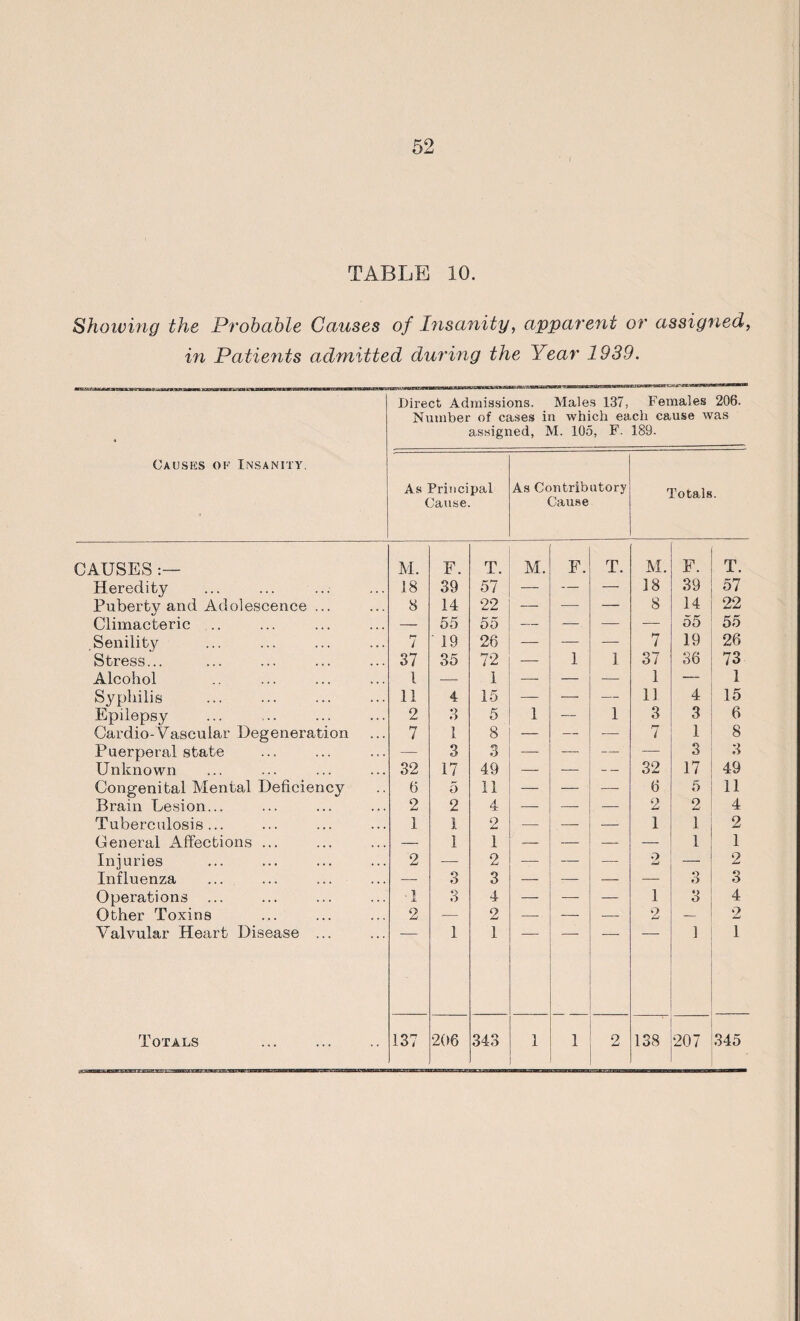 52
TABLE 10.
Showing the Probable Causes of Insanity, apparent or assigned,
in Patients admitted during the Year 1939.
Direct Admissions. Males 137, Females 206.
Number of cases in which each cause was
assigned, M. 105, F. 189.
CAUSES OF INSANITY.
As Principal Cause. As Contributory Cause Totals.
CAUSES :— M. F. T. M. F. T. M. F. T.
Heredity ... ... ... ... 18 39 57 — — — 18 39 57
Puberty and Adolescence ... ... 8 14 22 — — — 8 14 22
Climacteric .. ... ... ... — 55 55 — — — — 55 55
Senility ... ... ... ... 7 19 26 — — — 7 19 26
Stress... ... ... ... ... 37 35 72 — 1 1 37 36 73
Alcohol .. ... ... ... 1 — 1 — — — 1 — 1
Syphilis ... ... ... ... 11 4 15 — — — 11 4 15
Epilepsy ... ... ... ... 2 3 5 1 — 1 3 3 6
Cardio-Vascular Degeneration ... 7 1 8 — — — 7 1 8
Puerperal state ... ... ... — 3 3 — — — — 3 3
Unknown ... ... ... ... 32 17 49 — — — 32 17 49
Congenital Mental Deficiency .. 6 5 11 — — — 6 5 11
Brain Lesion... ... ... ... 2 2 4 — — — 2 2 4
Tuberculosis ... ... ... ... 1 1 2 — — — 1 1 2
General Affections ... ... ... — 1 1 — — — — 1 1
Injuries ... ... ... ... 2 — 2 — — — 2 — 2
Influenza ... ... ... ... — 3 3 — — — — 3 3
Operations ... ... ... ... 1 3 4 — — — 1 3 4
Other Toxins ... ... ... 2 — 2 — — — 2 — 2
Valvular Heart Disease ... ... — 1 1 — — — — 1 1
TOTALS ... ... .. 137 206 343 1 1 2 138 207 345